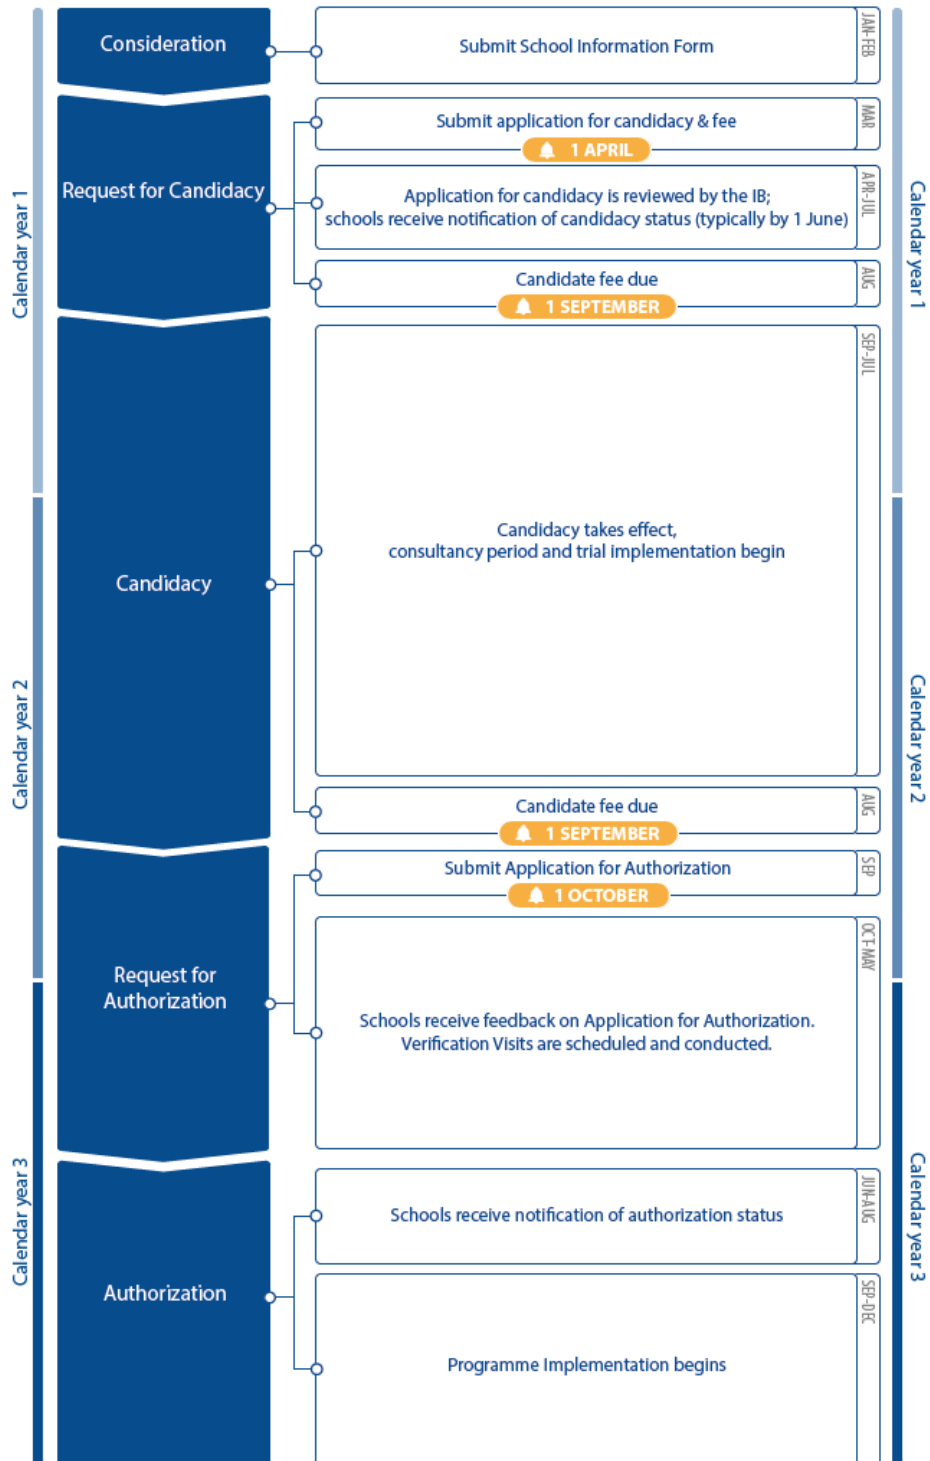 Calendar year 1
Calendar year 2
Calendar year 3
Consideration
Submit School Information Form
JAN-FEB
Request for Candidacy
Submit application for candidacy & fee
MAR
1 APRIL
Application for candidacy is reviewed by the IB;
schools receive notification of candidacy status (typically by 1 June)
APR-JUL
Candidate fee due
AUG
1 SEPTEMBER
Candidacy
Candidacy takes effect,
consultancy period and trial implementation begin
SEP-JUL
Candidate fee due
AUG
1 SEPTEMBER
Request for
Authorization
Submit Application for Authorization
SEP
1 OCTOBER
Schools receive feedback on Application for Authorization.
Verification Visits are scheduled and conducted.
OCT-MAY
Authorization
Schools receive notification of authorization status
JUN-AUG
Programme Implementation begins
SEP-DEC
Calendar year 1
Calendar year 2
Calendar year 3